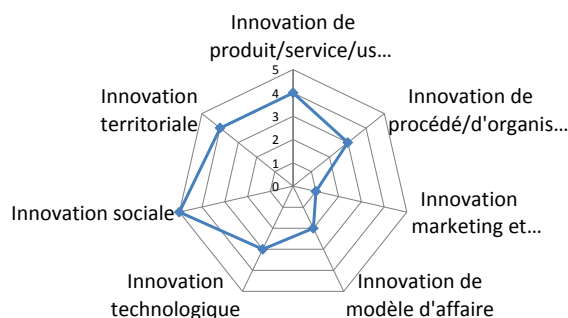 Innovation de
produit/service/us...
Innovation de
procédé/d'organis...
Innovation
marketing et...
Innovation de
modèle d'affaire
Innovation
technologique
Innovation sociale
Innovation
territoriale
5
4
3
2
1
0